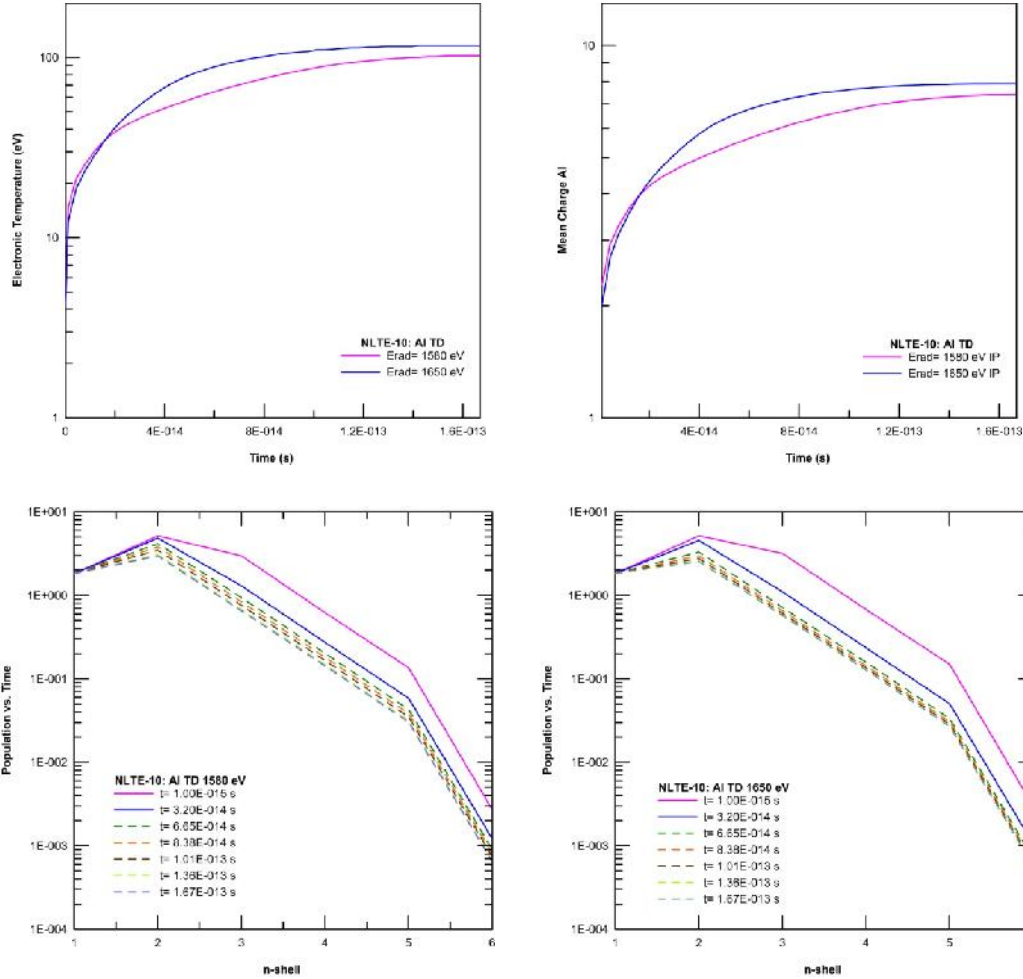 100
10
1
Electronic Temperature (eV)
NLTE-10: Al TD
Erad= 1580 eV
Erad= 1650 eV
0
4E-014
8E-014
1.2E-013
1.6E-013
Time (s)
10
1
Mean Charge Al
NLTE-10: Al TD
Erad= 1580 eV IP
Erad= 1650 eV IP
4E-014
8E-014
1.2E-013
1.6E-013
Time (s)
1E+001
1E+000
1E-001
1E-002
1E-003
1E-004
Population vs. Time
NLTE-10: Al TD 1580 eV
t= 1.00E-015 s
t= 3.20E-014 s
t= 6.65E-014 s
t= 8.38E-014 s
t= 1.01E-013 s
t= 1.36E-013 s
t= 1.67E-013 s
1 2 3 4 5 6
n-shell
1E+001
1E+000
1E-001
1E-002
1E-003
1E-004
Population vs. Time
NLTE-10: Al TD 1650 eV
t= 1.00E-015 s
t= 3.20E-014 s
t= 6.65E-014 s
t= 8.38E-014 s
t= 1.01E-013 s
t= 1.36E-013 s
t= 1.67E-013 s
1 2 3 4 5
n-shell